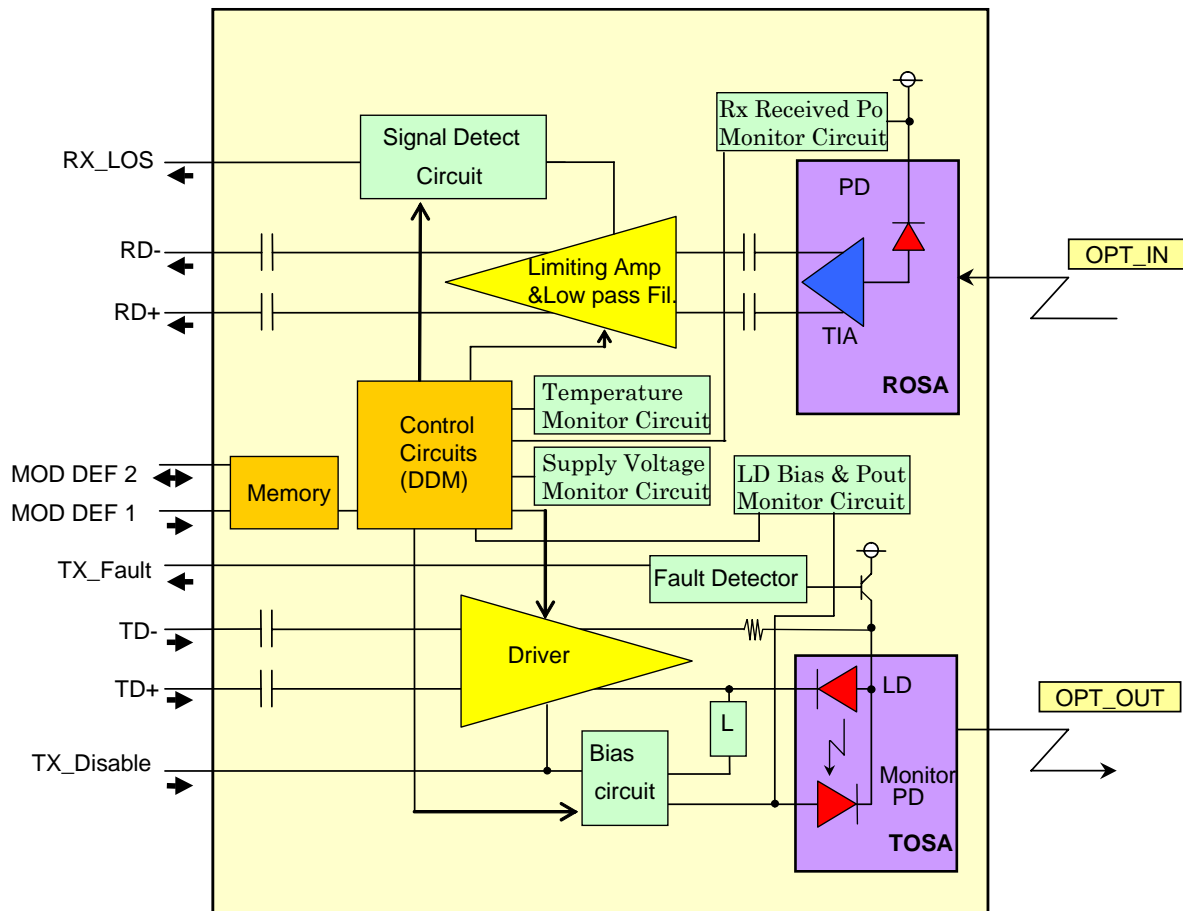 Rx Received Po
Monitor Circuit
Signal Detect
Circuit
RX_LOS
PD
RD-
OPT_IN
Limiting Amp
&Low pass Fil.
RD+
TIA
ROSA
Temperature
Monitor Circuit
Control
Circuits
(DDM)
Supply Voltage
Monitor Circuit
LD Bias & Pout
Monitor Circuit
MOD DEF 2
Memory
MOD DEF 1
TX_Fault
Fault Detector
TD-
Driver
TD+
LD
OPT_OUT
L
TX_Disable
Bias
circuit
Monitor
PD
TOSA